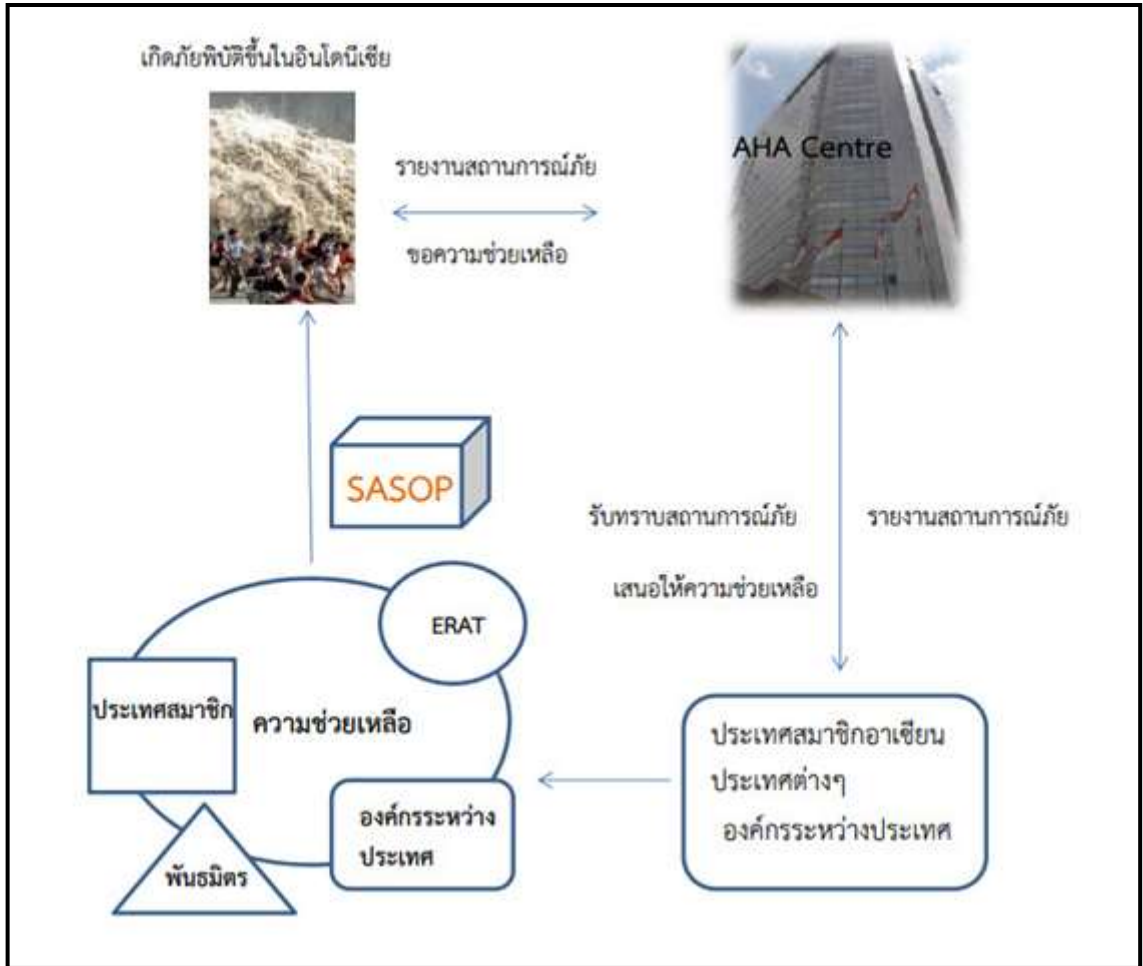 เกิดภัยพิบัติขึ้นในอินโดนีเซีย
AHA Centre
รายงานสถานการณ์ภัย
ขอความช่วยเหลือ
SASOP
รับทราบสถานการณ์ภัย
รายงานสถานการณ์ภัย
เสนอให้ความช่วยเหลือ
ERAT
ประเทศสมาชิก
ความช่วยเหลือ
องค์กรระหว่าง
ประเทศ
พันธมิตร
ประเทศสมาชิกอาเซียน
ประเทศต่างๆ
องค์กรระหว่างประเทศ